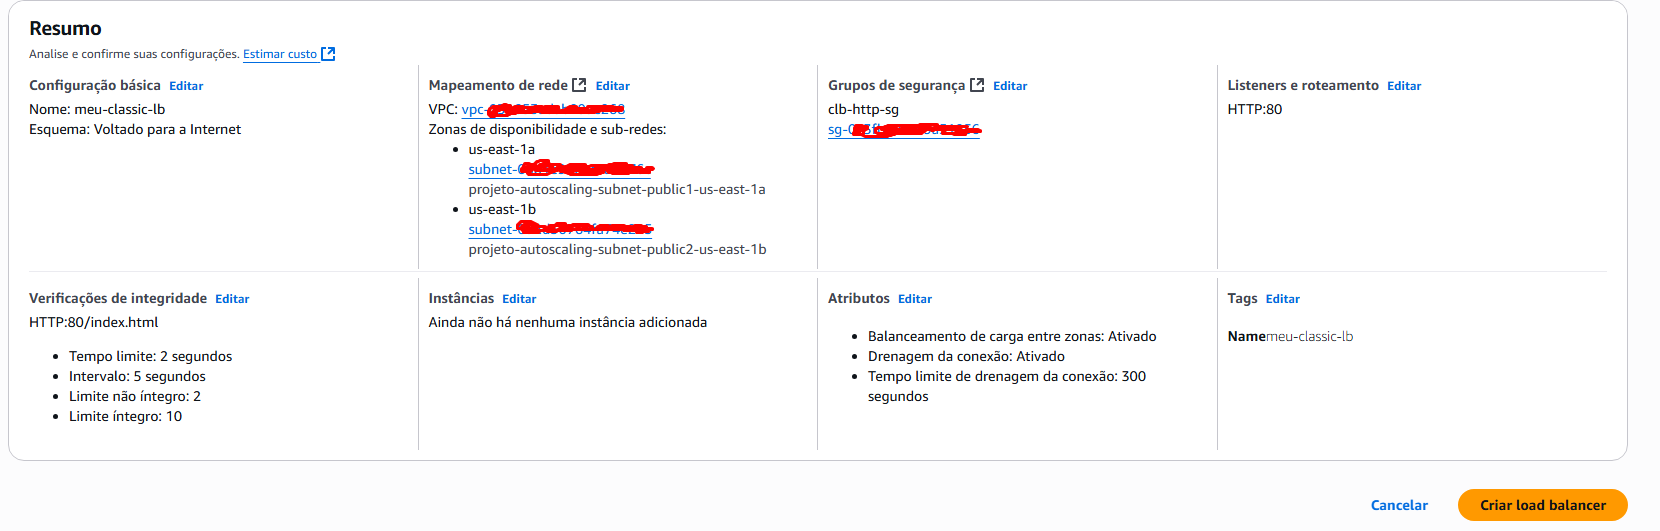 Resumo
Analise e confirme suas configurações. Estimar custo
Configuração básica Editar
Nome: meu-classic-lb
Esquema: Voltado para a Internet
Mapeamento de rede Editar
VPC: vpc-
Zonas de disponibilidade e sub-redes:
us-east-1a
subnet-
projeto-autoscaling-subnet-public1-us-east-1a
us-east-1b
subnet-
projeto-autoscaling-subnet-public2-us-east-1b
Grupos de segurança Editar
clb-http-sg
sg-
Listeners e roteamento Editar
HTTP:80
Verificações de integridade Editar
HTTP:80/index.html
Tempo limite: 2 segundos
Intervalo: 5 segundos
Limite não íntegro: 2
Limite íntegro: 10
Instâncias Editar
Ainda não há nenhuma instância adicionada
Atributos Editar
Balanceamento de carga entre zonas: Ativado
Drenagem da conexão: Ativado
Tempo limite de drenagem da conexão: 300
segundos
Tags Editar
Namemeu-classic-lb
Cancelar
Criar load balancer